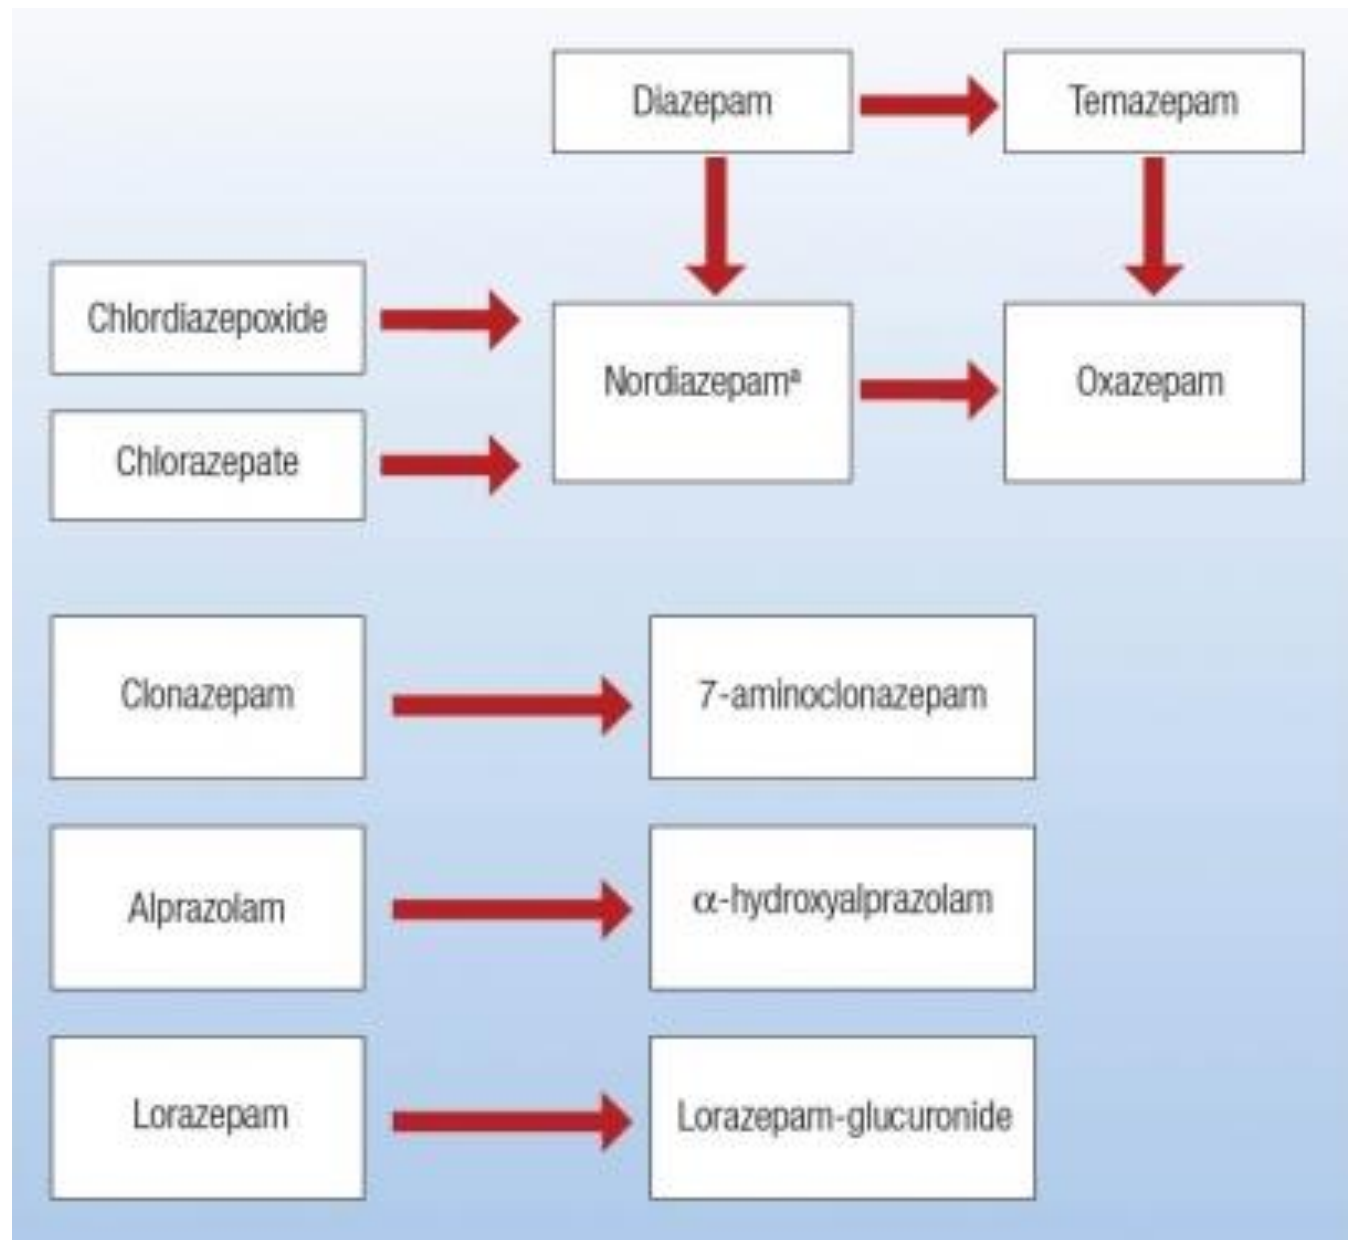 Diazepam
Temazepam
Chlordiazepoxide
Nordiazepamª
Oxazepam
Chlorazepate
Clonazepam
7-aminoclonazepam
Alprazolam
α-hydroxyalprazolam
Lorazepam
Lorazepam-glucuronide